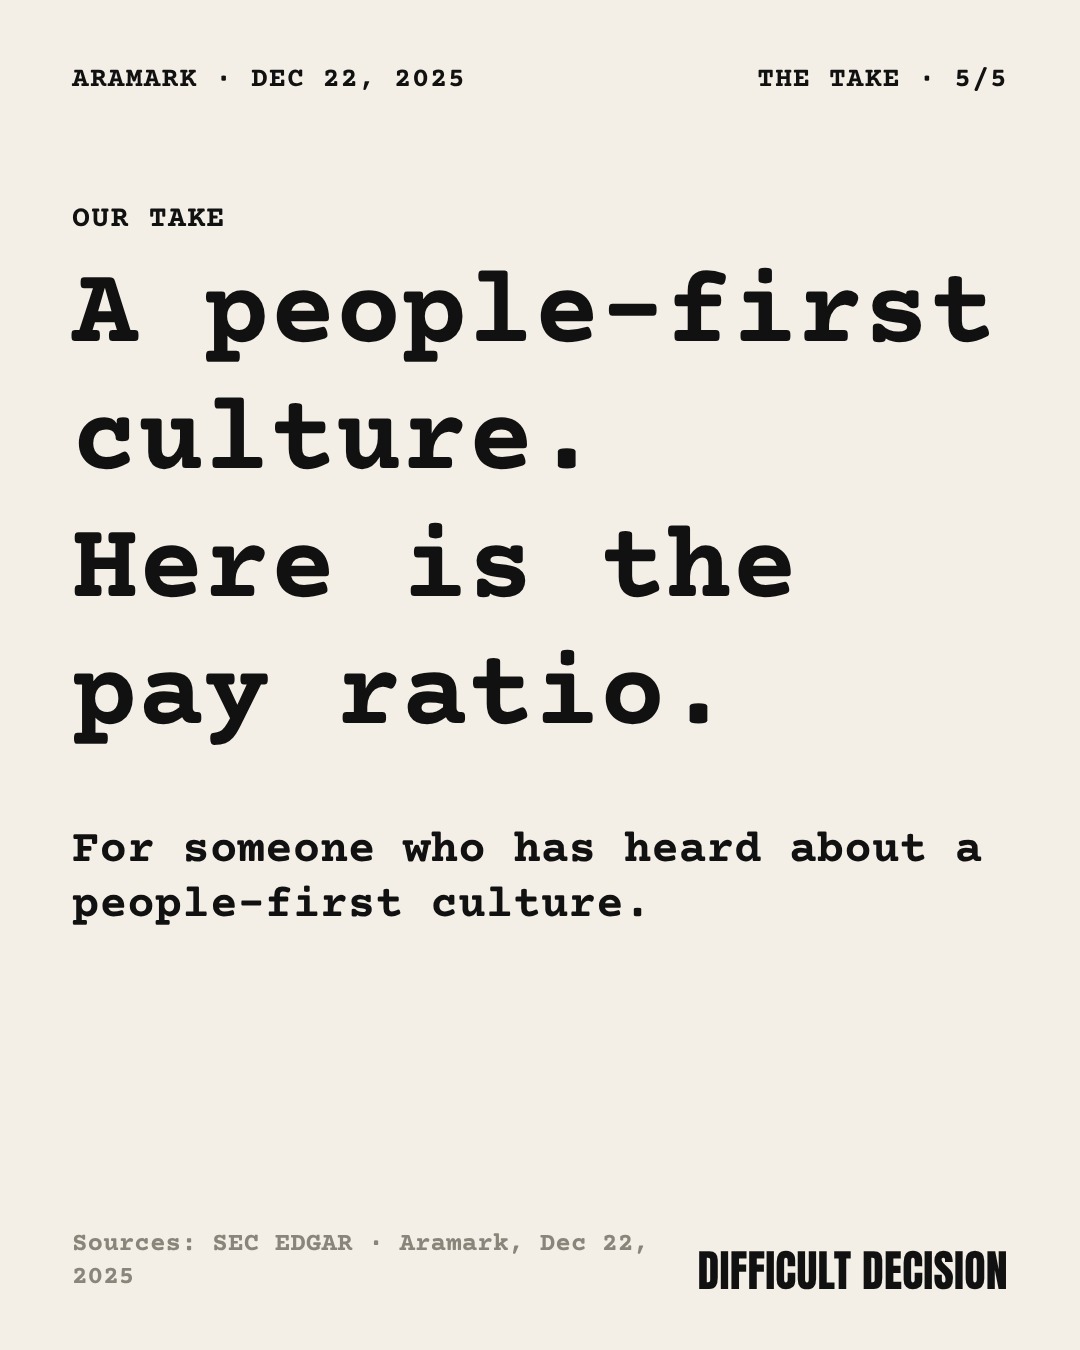 ARAMARK · DEC 22, 2025
THE TAKE · 5/5
OUR TAKE
A people-first
culture.
Here is the
pay ratio.
For someone who has heard about a
people-first culture.
Sources: SEC EDGAR · Aramark, Dec 22,
2025
DIFFICULT DECISION